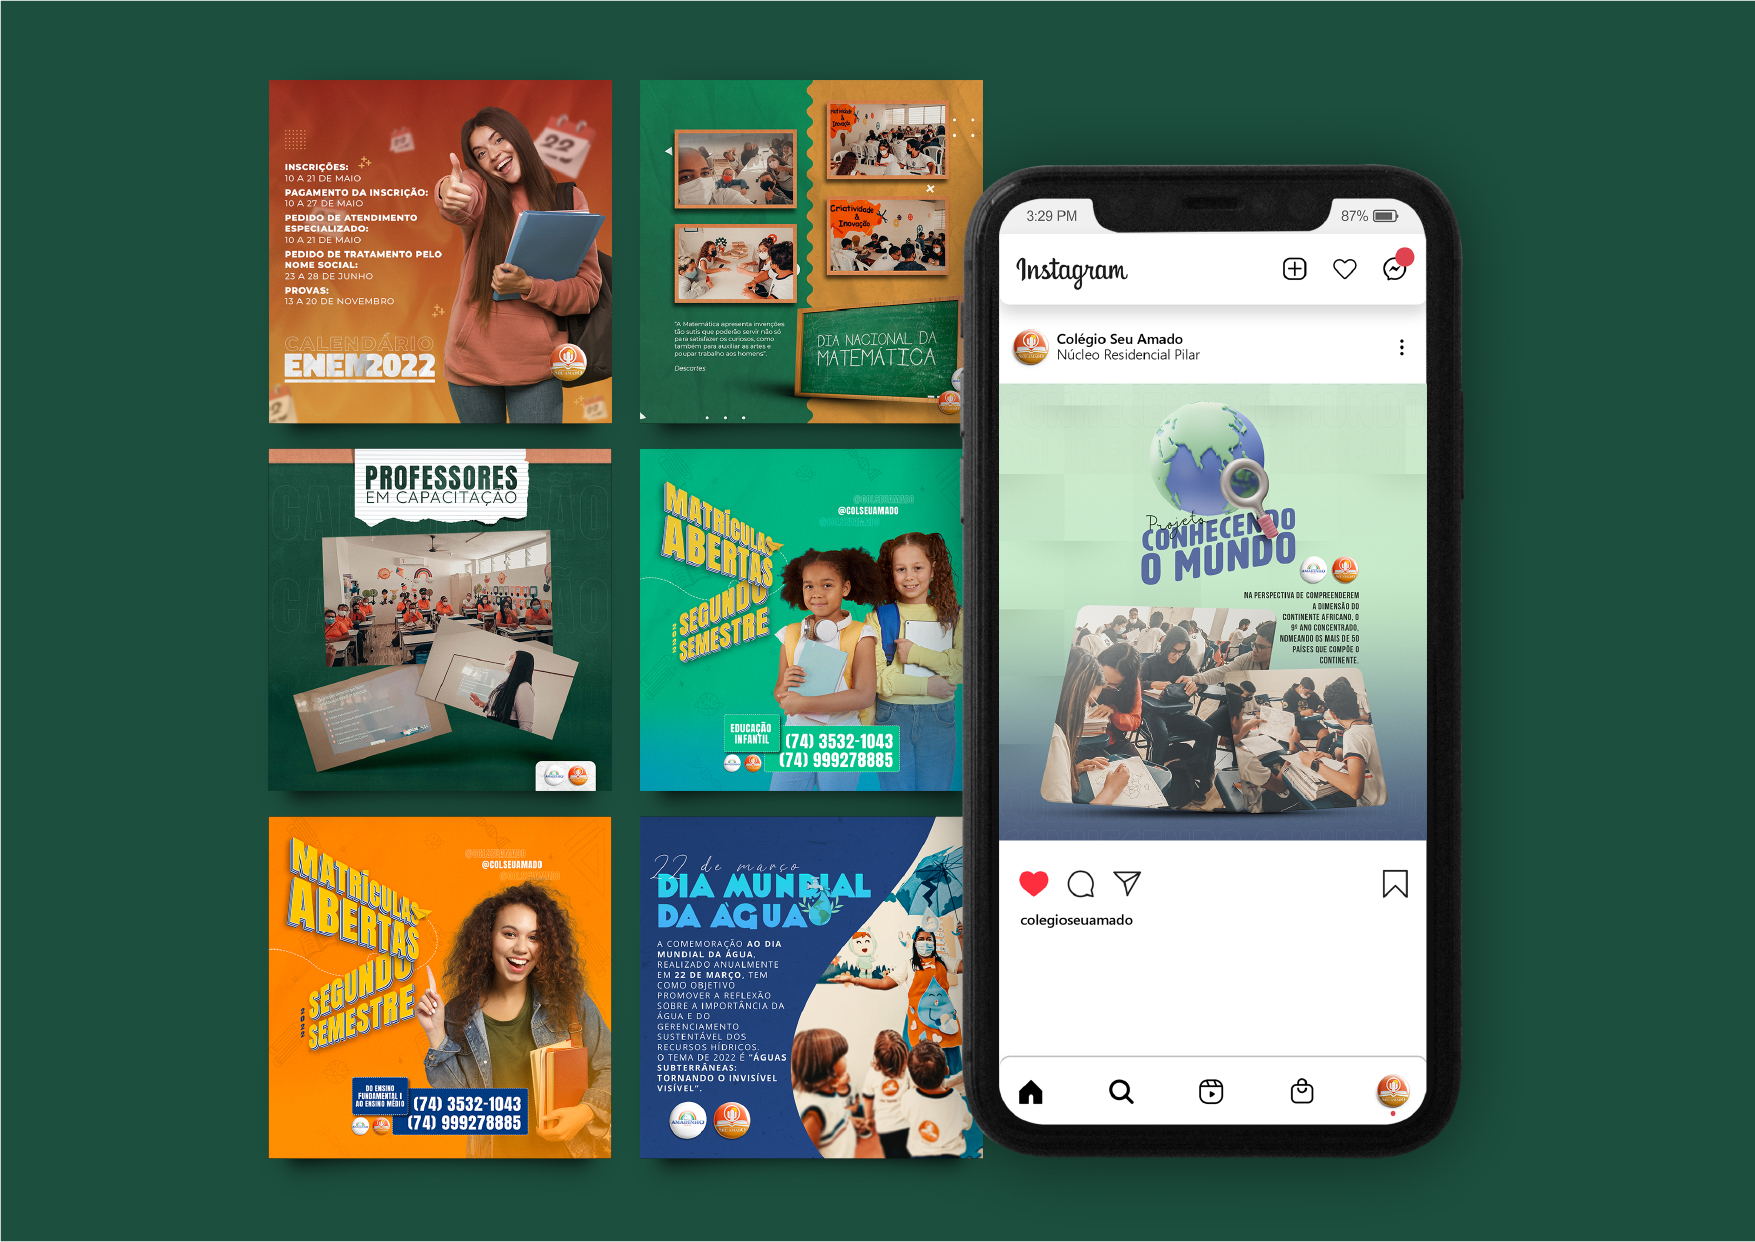 INSCRIÇÕES:
10 A 21 DE MAIO
PAGAMENTO DA INSCRIÇÃO:
10 A 27 DE MAIO
PEDIDO DE ATENDIMENTO
ESPECIALIZADO:
10 A 21 DE MAIO
PEDIDO DE TRATAMENTO PELO
NOME SOCIAL:
23 A 28 DE JUNHO
PROVAS:
13 A 20 DE NOVEMBRO
CALENDÁRIO
ENEM2022
22
Criatividade
&
Inovação
"A Matemática apresenta invenções
tão sutis que poderão servir não só
para satisfazer os curiosos, como
também para auxiliar as artes e
poupar trabalho aos homens".
Descartes
DIA NACIONAL DA
MATEMÁTICA
PROFESSORES
EM CAPACITAÇÃO
MATRÍCULAS
ABERTAS
SEGUNDO
SEMESTRE
2022
@COLSEUAMADO
@COLSEUAMADO
@COLSEUAMADO
EDUCAÇÃO
INFANTIL
(74) 3532-1043
(74) 999278885
MATRÍCULAS
ABERTAS
SEGUNDO
SEMESTRE
2022
@COLSEUAMADO
@COLSEUAMADO
@COLSEUAMADO
DO ENSINO
FUNDAMENTAL I
AO ENSINO MÉDIO
(74) 3532-1043
(74) 999278885
22 de março
DIA MUNDIAL
DA ÁGUA
A COMEMORAÇÃO AO DIA
MUNDIAL DA ÁGUA,
REALIZADO ANUALMENTE
EM 22 DE MARÇO, TEM
COMO OBJETIVO
PROMOVER A REFLEXÃO
SOBRE A IMPORTÂNCIA DA
ÁGUA E DO
GERENCIAMENTO
SUSTENTÁVEL DOS
RECURSOS HÍDRICOS.
O TEMA DE 2022 É "ÁGUAS
SUBTERRÂNEAS:
TORNANDO O INVISÍVEL
VISÍVEL".
AMADINHO
3:29 PM
87%
Instagram
Colégio Seu Amado
Núcleo Residencial Pilar
Projeto
CONHECENDO
O MUNDO
NA PERSPECTIVA DE COMPREENDEREM
A DIMENSÃO DO
CONTINENTE AFRICANO, O
9º ANO CONCENTRADO,
NOMEANDO OS MAIS DE 50
PAÍSES QUE COMPÕE O
CONTINENTE.
colegioseuamado